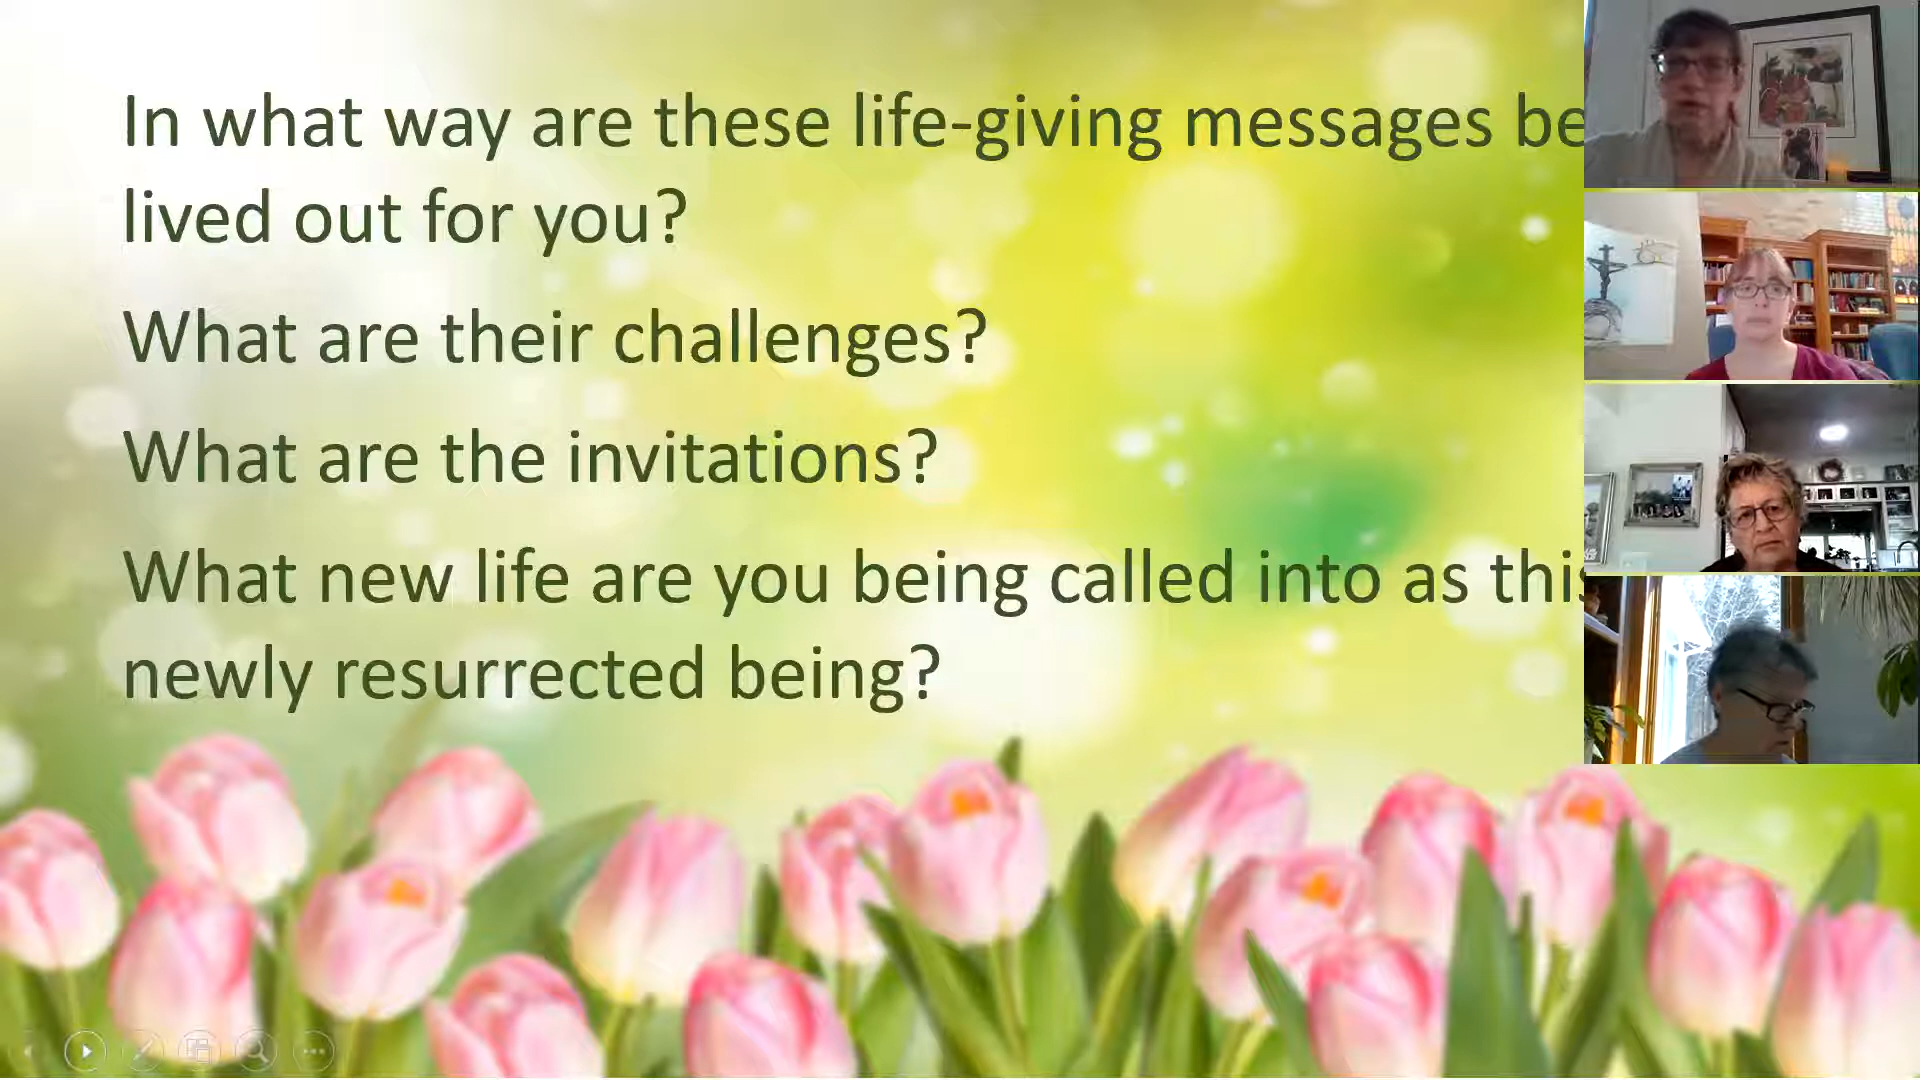 In what way are these life-giving messages be
lived out for you?
What are their challenges?
What are the invitations?
What new life are you being called into as this
newly resurrected being?